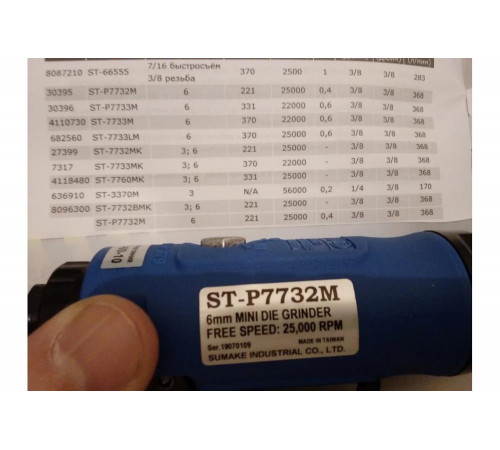 7/16 быстросъём
8087210 ST-66555 370 2500 1 3/8 3/8 283
3/8 резьба
30395 ST-P7732M 6 221 25000 0,4 3/8 3/8 368
30396 ST-P7733M 6 331 22000 0,6 3/8 3/8 368
4110730 ST-7733M 6 370 22000 0,6 3/8 3/8 368
682560 ST-7733LM 6 370 25000 0,6 3/8 3/8 368
27399 ST-7732MK 3; 6 221 25000 - 3/8 3/8 368
7317 ST-7733MK 3; 6 370 22000 - 3/8 3/8 368
4118480 ST-7760MK 3; 6 331 25000 - 3/8 3/8 368
636910 ST-3370M 3 N/A 56000 0,2 1/4 3/8 170
8096300 ST-7732BMK 3; 6 221 25000 - 3/8 3/8 368
ST-P7732M 6 221 25000 0,4 3/8 3/8 368
ST-P7732M
6mm MINI DIE GRINDER
FREE SPEED: 25,000 RPM
Ser.19070109 MADE IN TAIWAN
SUMAKE INDUSTRIAL CO., LTD.